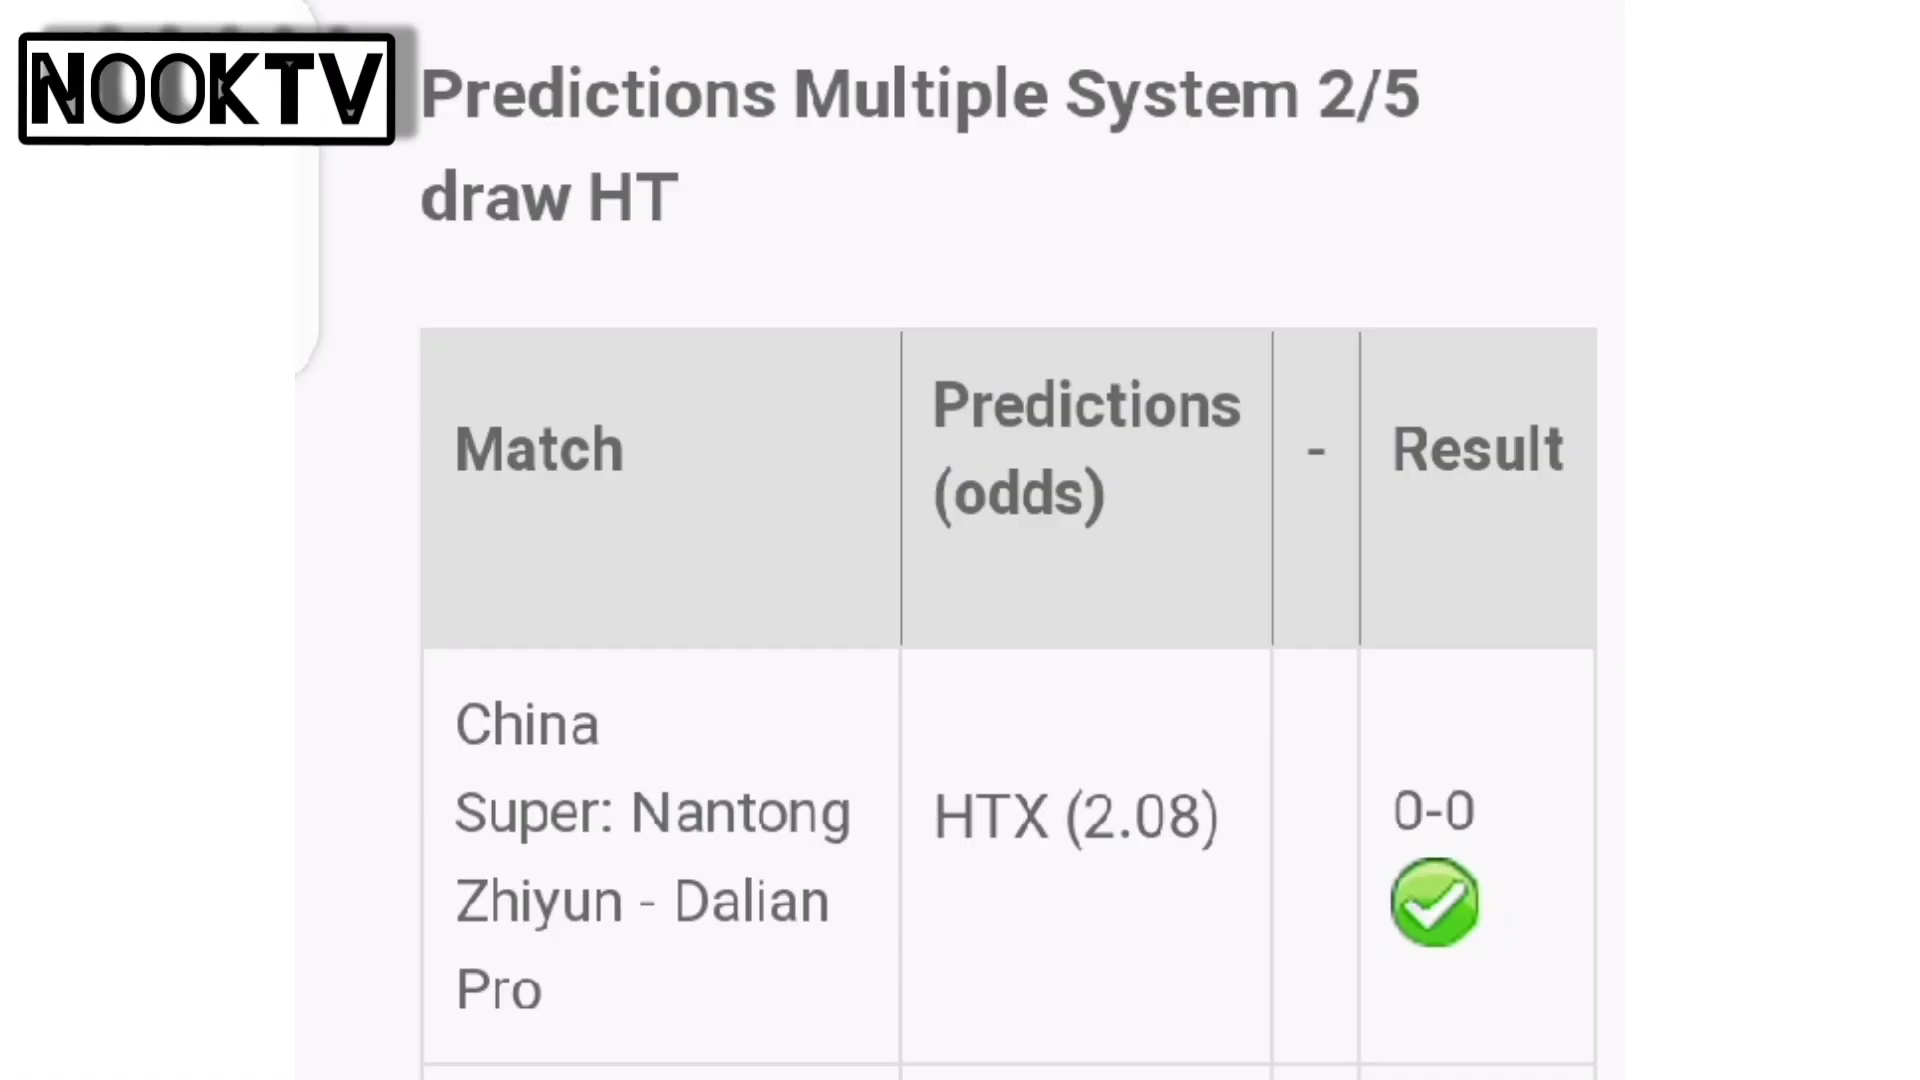 NOOKTV
Predictions Multiple System 2/5
draw HT
Match
Predictions
(odds)
-
Result
China
Super: Nantong
Zhiyun - Dalian
Pro
HTX (2.08)
0-0